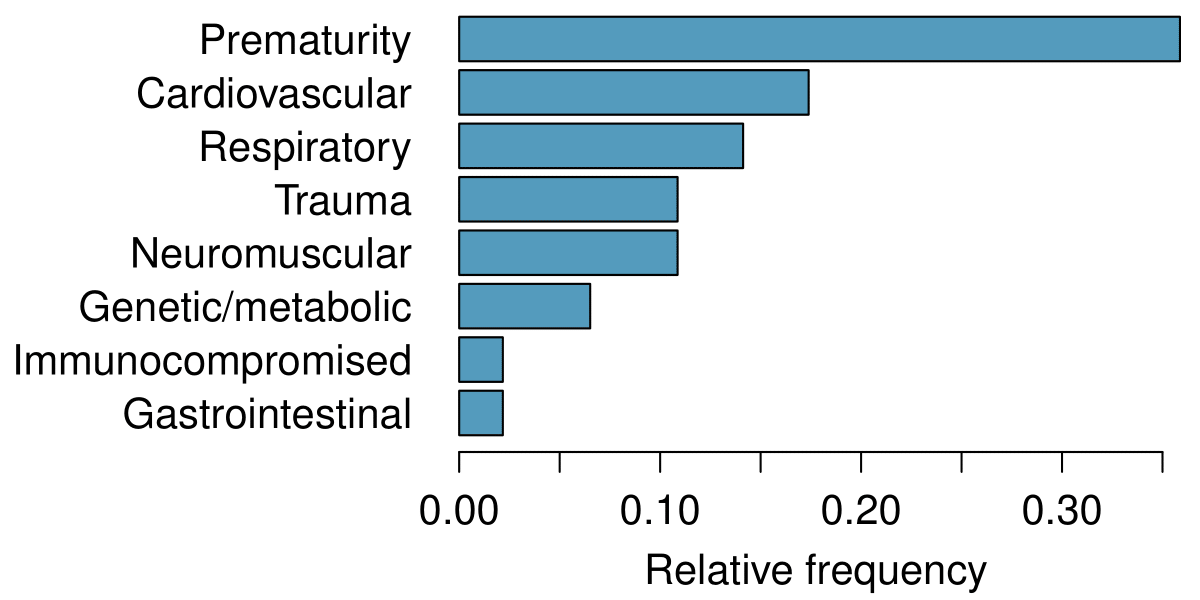 Prematurity
Cardiovascular
Respiratory
Trauma
Neuromuscular
Genetic/metabolic
Immunocompromised
Gastrointestinal
0.00 0.10 0.20 0.30
Relative frequency